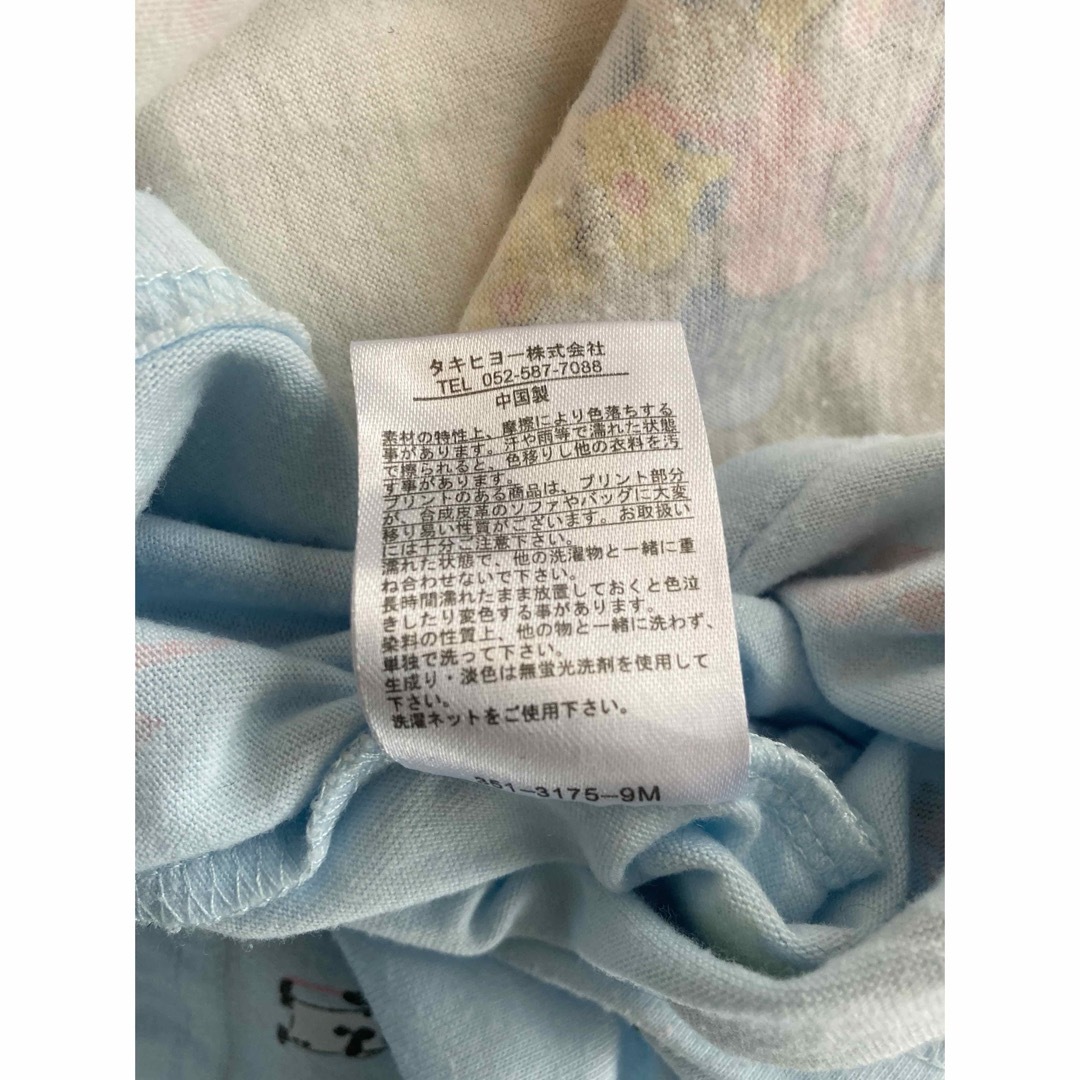 タキヒヨー株式会社
TEL 052-587-7088
中国製
素材の特性上、摩擦により色落ちする
事があります。汗や雨等で濡れた状態
で擦られると、色移りし他の衣料を汚
す事があります。
プリントのある商品は、プリント部分
が、合成皮革のソファやバッグに大変
移り易い性質がございます。お取扱い
には十分ご注意下さい。
濡れた状態で、他の洗濯物と一緒に重
ね合わせないで下さい。
長時間濡れたまま放置しておくと色泣
きしたり変色する事があります。
染料の性質上、他の物と一緒に洗わず、
単独で洗って下さい。
生成り・淡色は無蛍光洗剤を使用して
下さい。
洗濯ネットをご使用下さい。
351-3175-9M